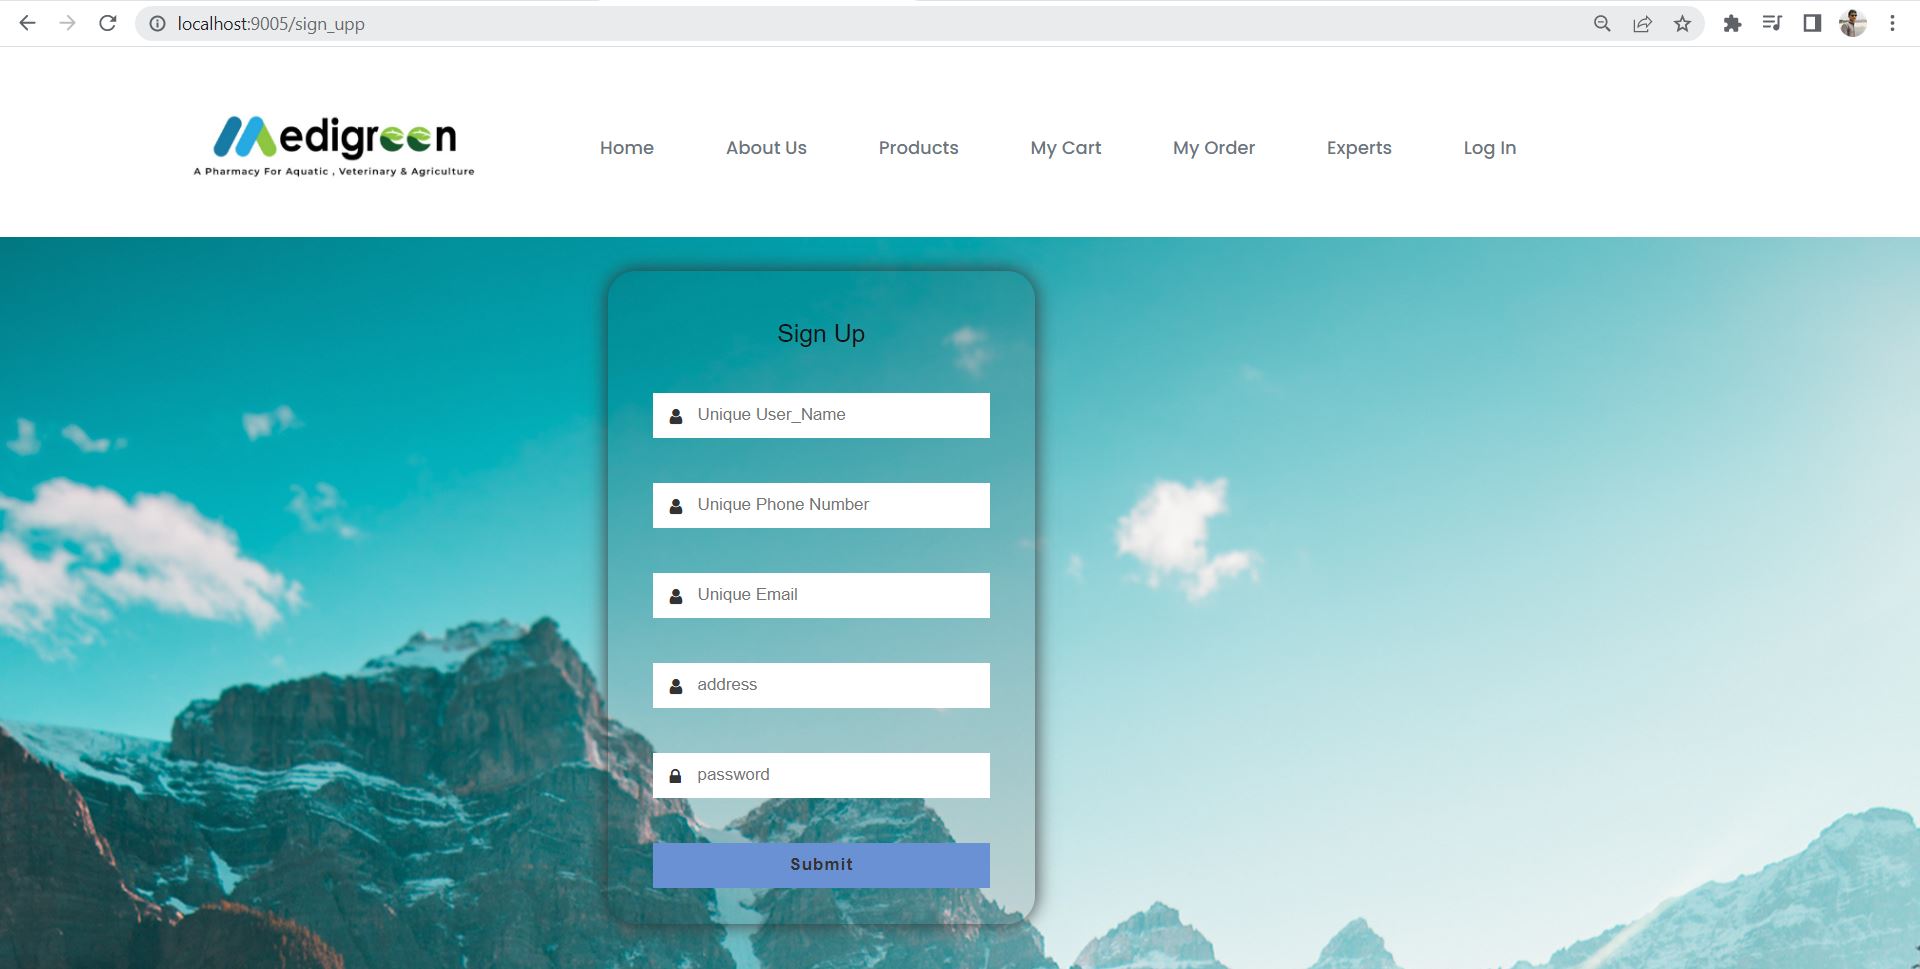 localhost:9005/sign_upp
Medigreen
A Pharmacy For Aquatic , Veterinary & Agriculture
Home
About Us
Products
My Cart
My Order
Experts
Log In
Sign Up
Unique User_Name
Unique Phone Number
Unique Email
address
password
Submit